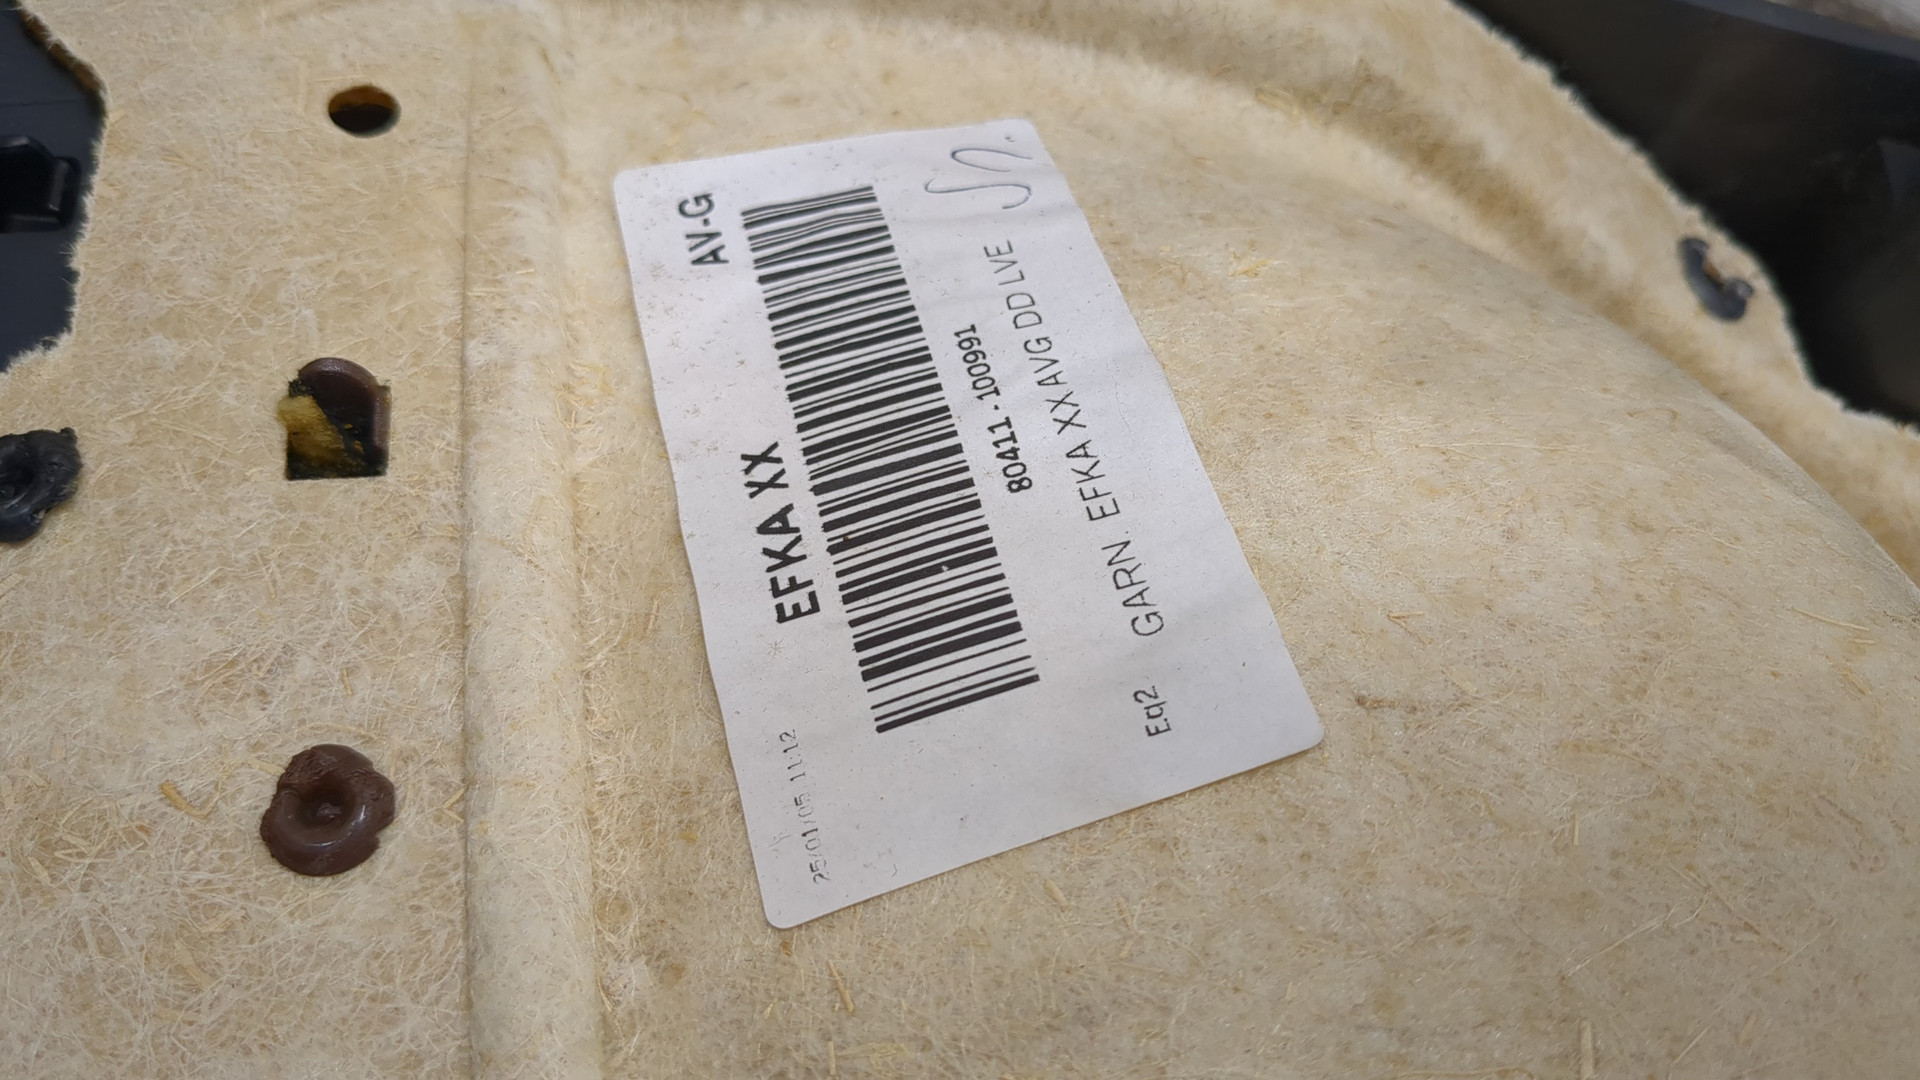 25/01/05 11:12
EFKA XX AV-G
80411 - 100991
Eq2 GARN. EFKA XX AVG DD LVE